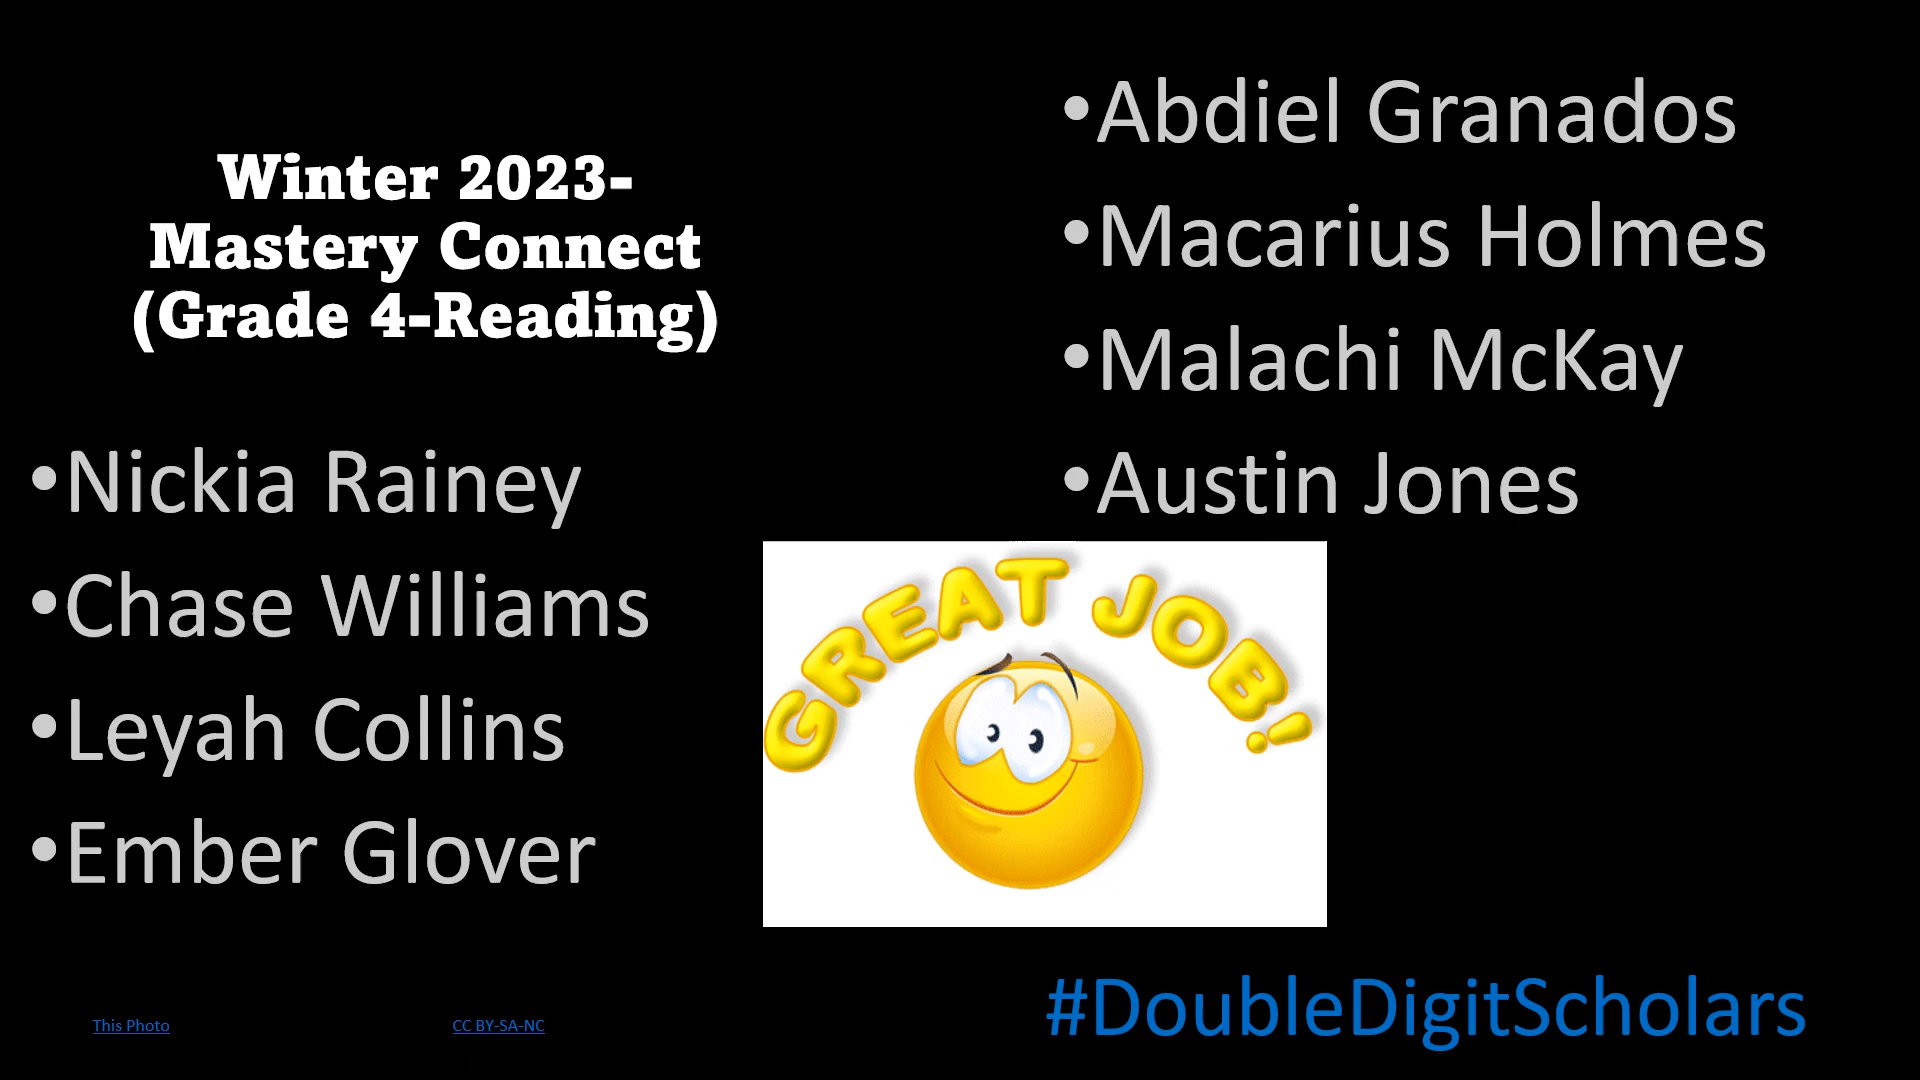 Winter 2023-
Mastery Connect
(Grade 4-Reading)
•Nickia Rainey
•Chase Williams
•Leyah Collins
•Ember Glover
•Abdiel Granados
•Macarius Holmes
•Malachi McKay
•Austin Jones
GREAT JOB!
#DoubleDigitScholars
This Photo
CC BY-SA-NC